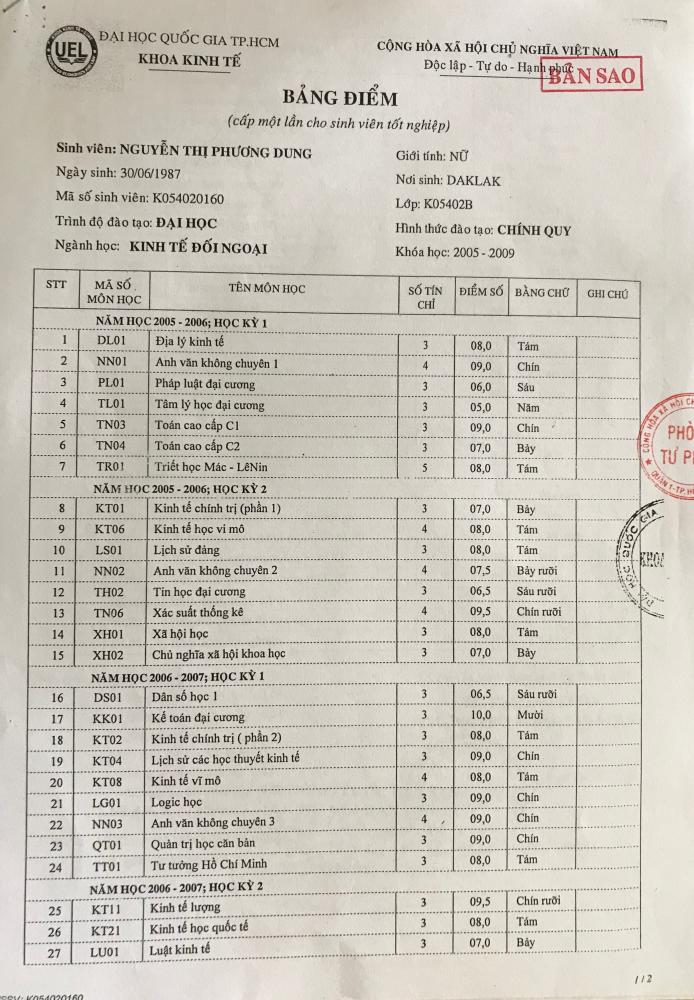 UEL
ĐẠI HỌC QUỐC GIA TP.HCM
KHOA KINH TẾ
CỘNG HÒA XÃ HỘI CHỦ NGHĨA VIỆT NAM
Độc lập - Tự do - Hạnh phúc
BẢN SAO
BẢNG ĐIỂM
(cấp một lần cho sinh viên tốt nghiệp)
Sinh viên: NGUYỄN THỊ PHƯƠNG DUNG
Giới tính: NỮ
Ngày sinh: 30/06/1987
Nơi sinh: DAKLAK
Mã số sinh viên: K054020160
Lớp: K05402B
Trình độ đào tạo: ĐẠI HỌC
Hình thức đào tạo: CHÍNH QUY
Ngành học: KINH TẾ ĐỐI NGOẠI
Khóa học: 2005 - 2009
STT MÃ SỐ MÔN HỌC TÊN MÔN HỌC SỐ TÍN CHỈ ĐIỂM SỐ BẰNG CHỮ GHI CHÚ
NĂM HỌC 2005 - 2006; HỌC KỲ 1
1 DL01 Địa lý kinh tế 3 08,0 Tám
2 NN01 Anh văn không chuyên 1 4 09,0 Chín
3 PL01 Pháp luật đại cương 3 06,0 Sáu
4 TL01 Tâm lý học đại cương 3 05,0 Năm
5 TN03 Toán cao cấp C1 3 09,0 Chín
6 TN04 Toán cao cấp C2 3 07,0 Bảy
7 TR01 Triết học Mác - LêNin 5 08,0 Tám
NĂM HỌC 2005 - 2006; HỌC KỲ 2
8 KT01 Kinh tế chính trị (phần 1) 3 07,0 Bảy
9 KT06 Kinh tế học vi mô 4 08,0 Tám
10 LS01 Lịch sử đảng 3 08,0 Tám
11 NN02 Anh văn không chuyên 2 4 07,5 Bảy rưỡi
12 TH02 Tin học đại cương 3 06,5 Sáu rưỡi
13 TN06 Xác suất thống kê 4 09,5 Chín rưỡi
14 XH01 Xã hội học 3 08,0 Tám
15 XH02 Chủ nghĩa xã hội khoa học 3 07,0 Bảy
NĂM HỌC 2006 - 2007; HỌC KỲ 1
16 DS01 Dân số học 1 3 06,5 Sáu rưỡi
17 KK01 Kế toán đại cương 3 10,0 Mười
18 KT02 Kinh tế chính trị ( phần 2) 3 08,0 Tám
19 KT04 Lịch sử các học thuyết kinh tế 3 09,0 Chín
20 KT08 Kinh tế vĩ mô 4 08,0 Tám
21 LG01 Logic học 3 09,0 Chín
22 NN03 Anh văn không chuyên 3 4 09,0 Chín
23 QT01 Quản trị học căn bản 3 09,0 Chín
24 TT01 Tư tưởng Hồ Chí Minh 3 08,0 Tám
NĂM HỌC 2006 - 2007; HỌC KỲ 2
25 KT11 Kinh tế lượng 3 09,5 Chín rưỡi
26 KT21 Kinh tế học quốc tế 3 08,0 Tám
27 LU01 Luật kinh tế 3 07,0 Bảy
1/2
K054020160